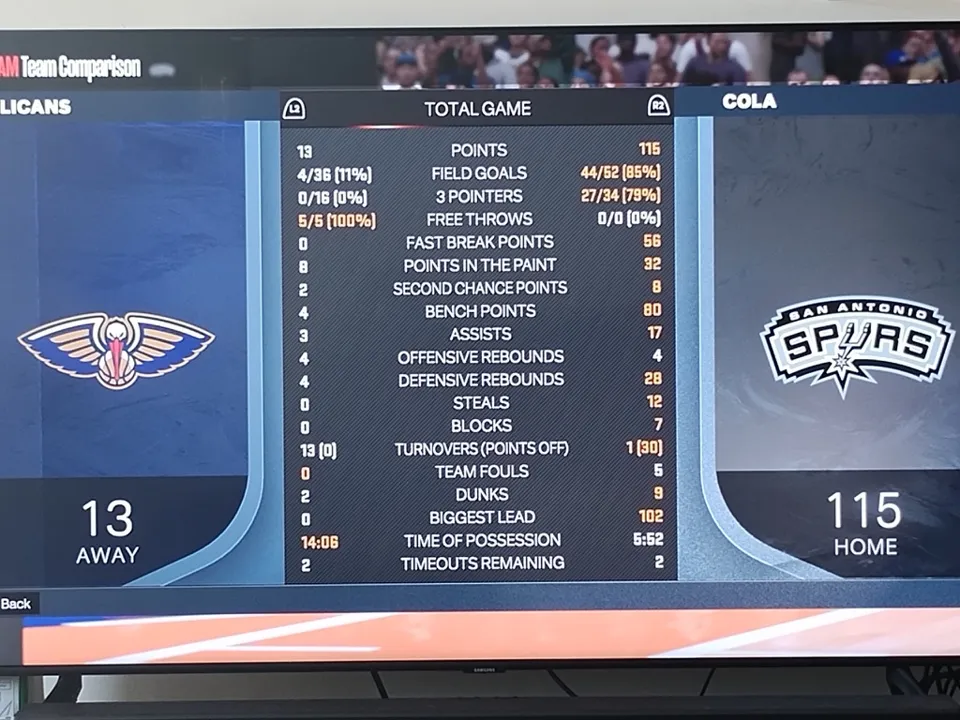 AM Team Comparison
LICANS
L2 TOTAL GAME R2
COLA
13 POINTS 115
4/36 (11%) FIELD GOALS 44/52 (85%)
0/16 (0%) 3 POINTERS 27/34 (79%)
5/5 (100%) FREE THROWS 0/0 (0%)
0 FAST BREAK POINTS 56
8 POINTS IN THE PAINT 32
2 SECOND CHANCE POINTS 8
4 BENCH POINTS 80
3 ASSISTS 17
4 OFFENSIVE REBOUNDS 4
4 DEFENSIVE REBOUNDS 28
0 STEALS 12
0 BLOCKS 7
13 (0) TURNOVERS (POINTS OFF) 1 (30)
0 TEAM FOULS 5
2 DUNKS 9
0 BIGGEST LEAD 102
14:06 TIME OF POSSESSION 5:52
2 TIMEOUTS REMAINING 2
SAN ANTONIO
SPURS
13
AWAY
115
HOME
Back
SAMSUNG